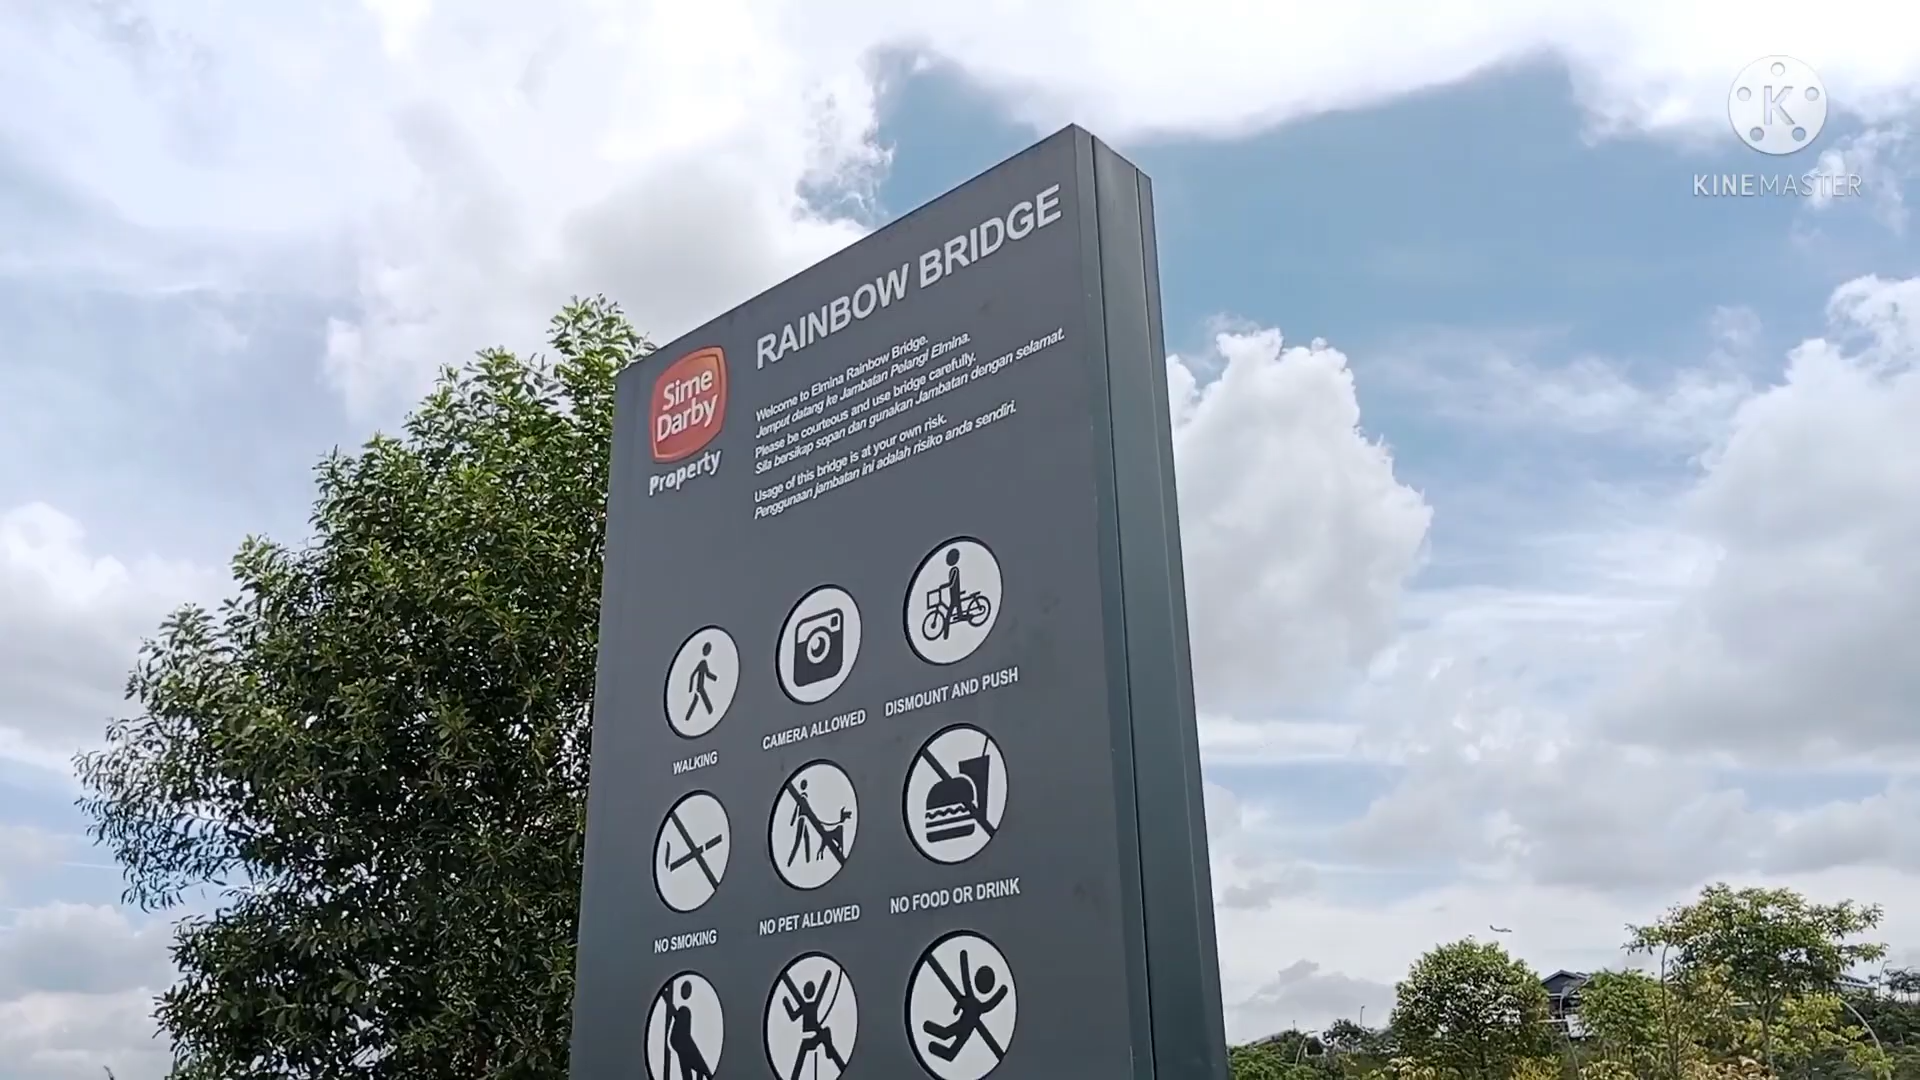 KINEMASTER
RAINBOW BRIDGE
Sime
Darby
Property
Welcome to Elmina Rainbow Bridge.
Jemput datang ke Jambatan Pelangi Elmina.
Please be courteous and use bridge carefully.
Sila bersikap sopan dan gunakan Jambatan dengan selamat.
Usage of this bridge is at your own risk.
Penggunaan jambatan ini adalah risiko anda sendiri.
WALKING
CAMERA ALLOWED
DISMOUNT AND PUSH
NO SMOKING
NO PET ALLOWED
NO FOOD OR DRINK